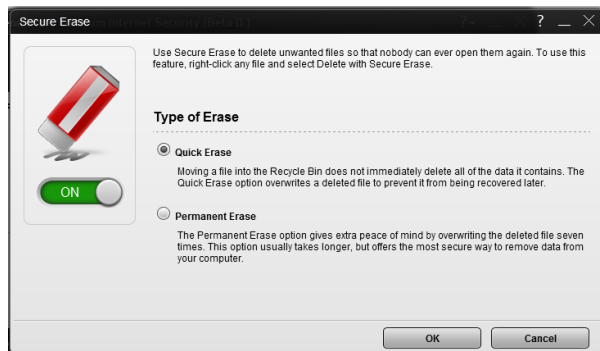 Secure Erase
Internet Security (Beta
? _ X
Use Secure Erase to delete unwanted files so that nobody can ever open them again. To use this
feature, right-click any file and select Delete with Secure Erase.
Type of Erase
Quick Erase
Moving a file into the Recycle Bin does not immediately delete all of the data it contains. The
Quick Erase option overwrites a deleted file to prevent it from being recovered later.
ON
Permanent Erase
The Permanent Erase option gives extra peace of mind by overwriting the deleted file seven
times. This option usually takes longer, but offers the most secure way to remove data from
your computer.
OK
Cancel